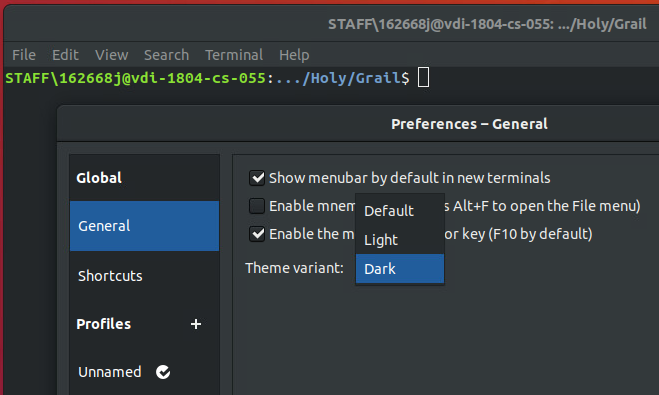 STAFF\162668j@vdi-1804-cs-055: .../Holy/Grail
File Edit View Search Terminal Help
STAFF\162668j@vdi-1804-cs-055:.../Holy/Grail$
Preferences – General
Global
General
Shortcuts
Profiles +
Unnamed
Show menubar by default in new terminals
Enable mnem s Alt+F to open the File menu)
Enable the m or key (F10 by default)
Theme variant:
Default
Light
Dark